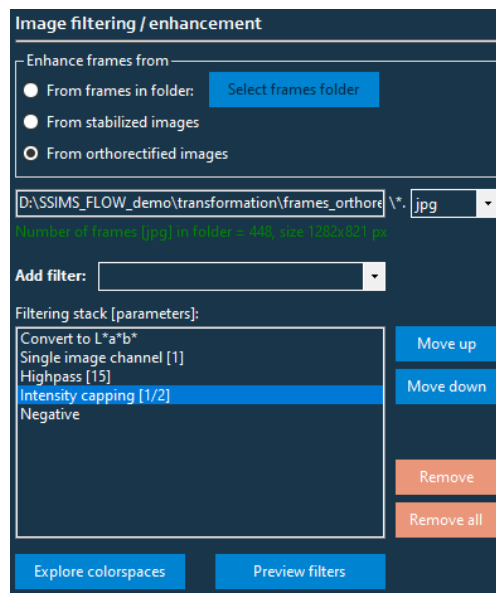 Image filtering / enhancement
Enhance frames from
From frames in folder: Select frames folder
From stabilized images
From orthorectified images
D:\SSIMS_FLOW_demo\transformation\frames_orthore \*. jpg
Number of frames [jpg] in folder = 448, size 1282x821 px
Add filter:
Filtering stack [parameters]:
Convert to L*a*b*
Single image channel [1]
Highpass [15]
Intensity capping [1/2]
Negative
Move up
Move down
Remove
Remove all
Explore colorspaces Preview filters